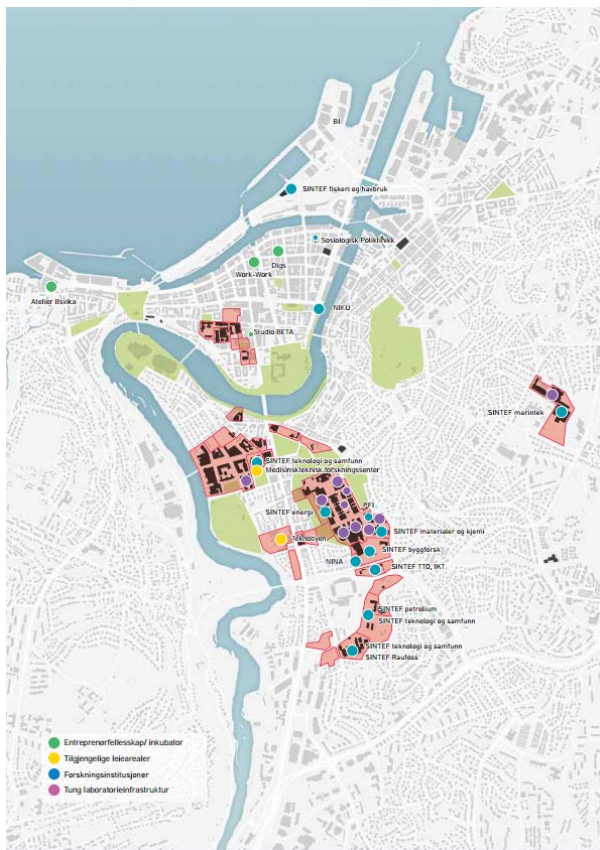 BI
SINTEF fiskeri og havbruk
Sosiologisk Poliklinikk
Digs
Work-Work
Atelier Ilsvika
NIKU
Studio BETA
SINTEF marintek
SINTEF teknologi og samfunn
Medisinskteknisk forskningssenter
SINTEF energi
PFI
SINTEF materialer og kjemi
Teknobyen
SINTEF byggforsk
NINA
SINTEF TTO, IKT.
SINTEF petrolium
SINTEF teknologi og samfunn
SINTEF teknologi og samfunn
SINTEF Raufoss
Entreprenørfellesskap/ inkubator
Tilgjengelige leiearealer
Forskningsinstitusjoner
Tung laboratorieinfrastruktur